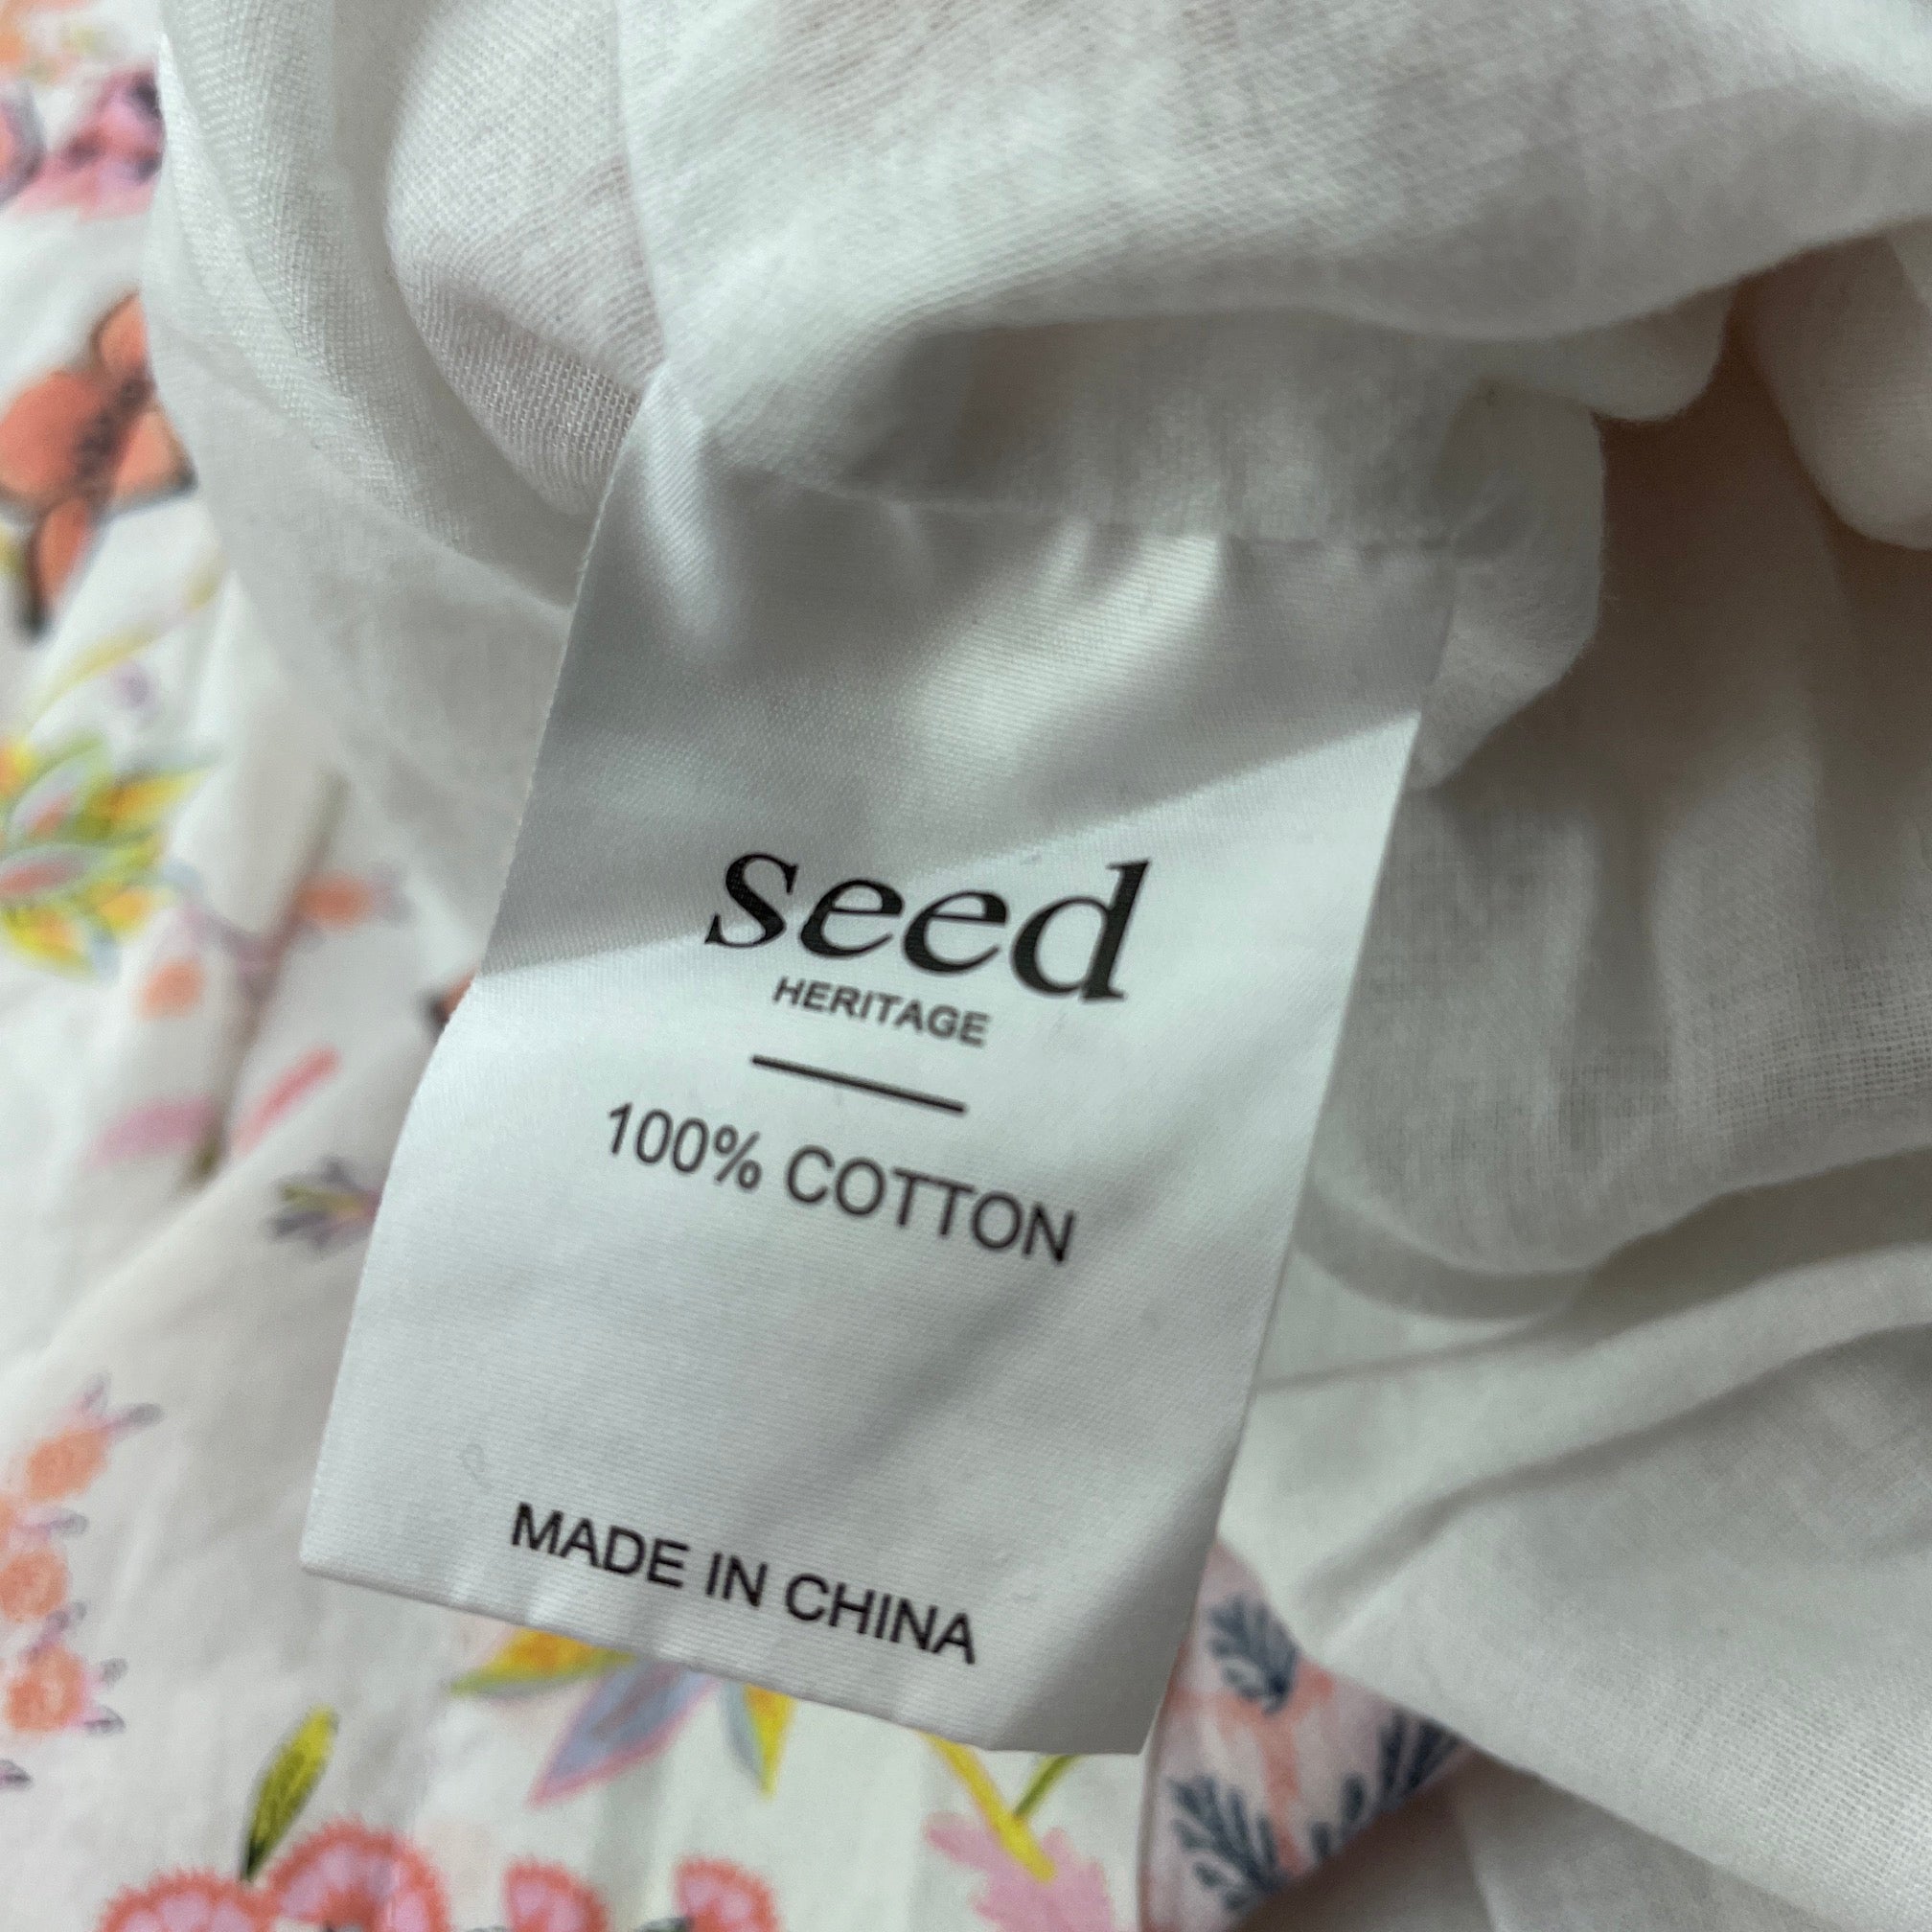 seed
HERITAGE
100% COTTON
MADE IN CHINA